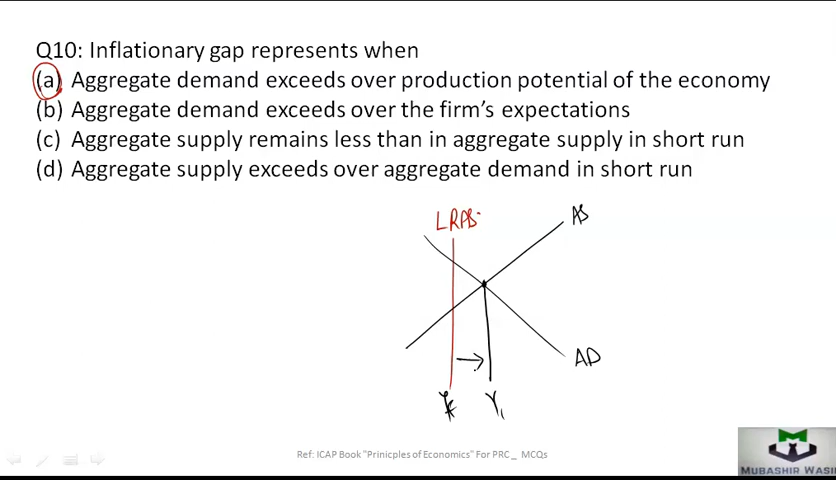 Q10: Inflationary gap represents when
(a) Aggregate demand exceeds over production potential of the economy
(b) Aggregate demand exceeds over the firm's expectations
(c) Aggregate supply remains less than in aggregate supply in short run
(d) Aggregate supply exceeds over aggregate demand in short run
LRAS
AS
AD
Y₁
Ref: ICAP Book "Prinicples of Economics" For PRC_ MCQs
MUBASHIR WASI